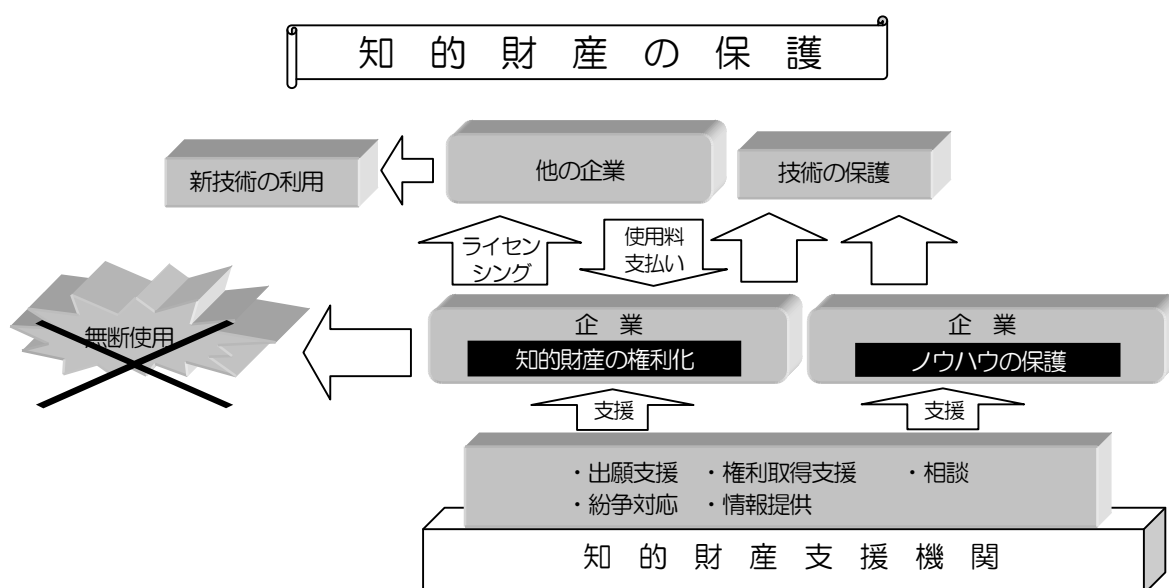 知的財産の保護
新技術の利用
他の企業
技術の保護
ライセン
シング
使用料
支払い
無断使用
企　業
知的財産の権利化
企　業
ノウハウの保護
支援
支援
・出願支援　・権利取得支援　・相談
・紛争対応　・情報提供
知的財産支援機関